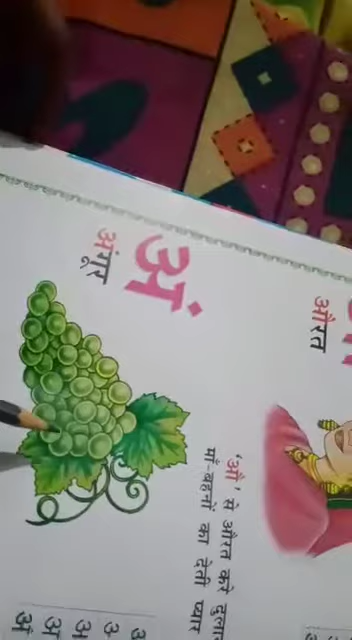 औरत
'औ' से औरत करे दुलार
मां-बहनों का देती प्यार
अं
अंगूर